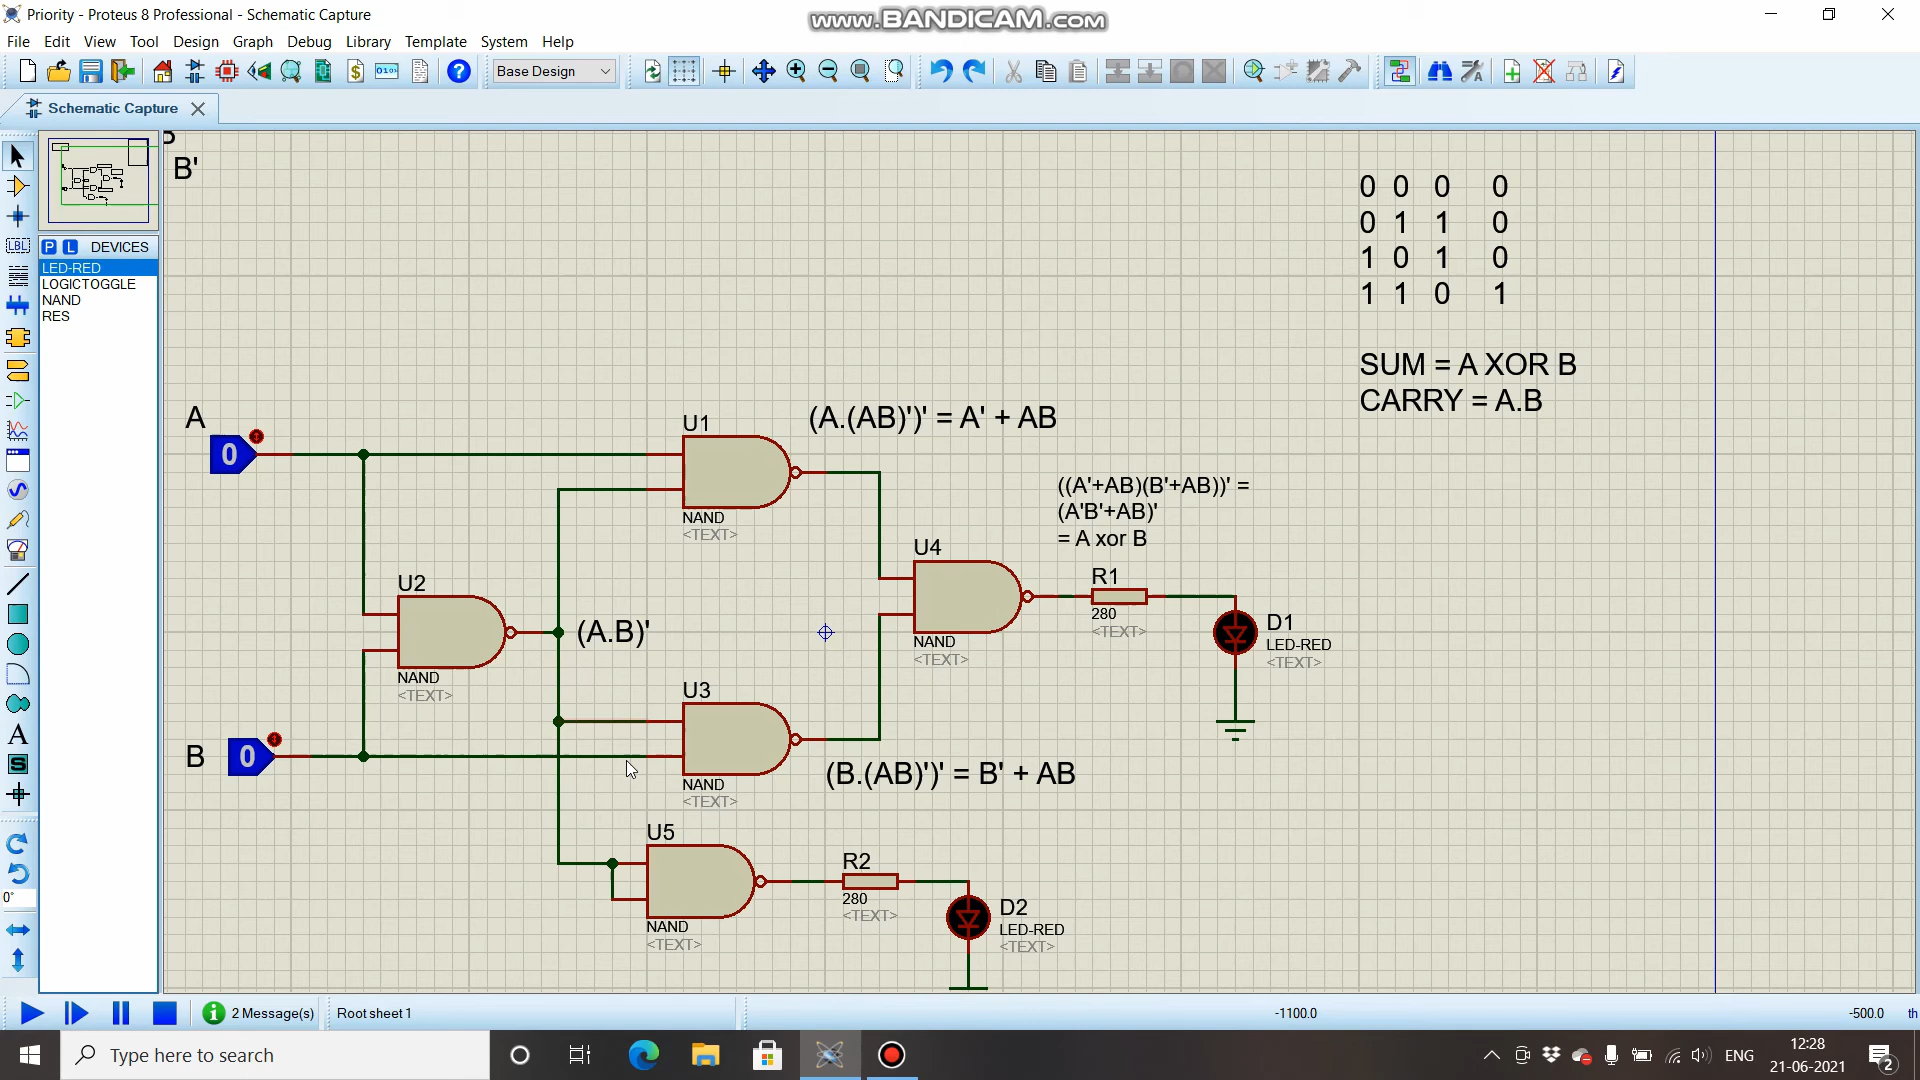 Priority - Proteus 8 Professional - Schematic Capture
www.BANDICAM.com
File Edit View Tool Design Graph Debug Library Template System Help
Base Design
Schematic Capture
B'
P L DEVICES
LED-RED
LOGICTOGGLE
NAND
RES
LBL
0 0 0 0
0 1 1 0
1 0 1 0
1 1 0 1
SUM = A XOR B
CARRY = A.B
A
0
U1
NAND
<TEXT>
(A.(AB)')' = A' + AB
((A'+AB)(B'+AB))' =
(A'B'+AB)'
= A xor B
U2
NAND
<TEXT>
(A.B)'
U4
NAND
<TEXT>
R1
280
<TEXT>
D1
LED-RED
<TEXT>
B
0
U3
NAND
<TEXT>
(B.(AB)')' = B' + AB
U5
NAND
<TEXT>
R2
280
<TEXT>
D2
LED-RED
<TEXT>
0°
2 Message(s)
Root sheet 1
-1100.0
-500.0
th
Type here to search
ENG
12:28
21-06-2021
2